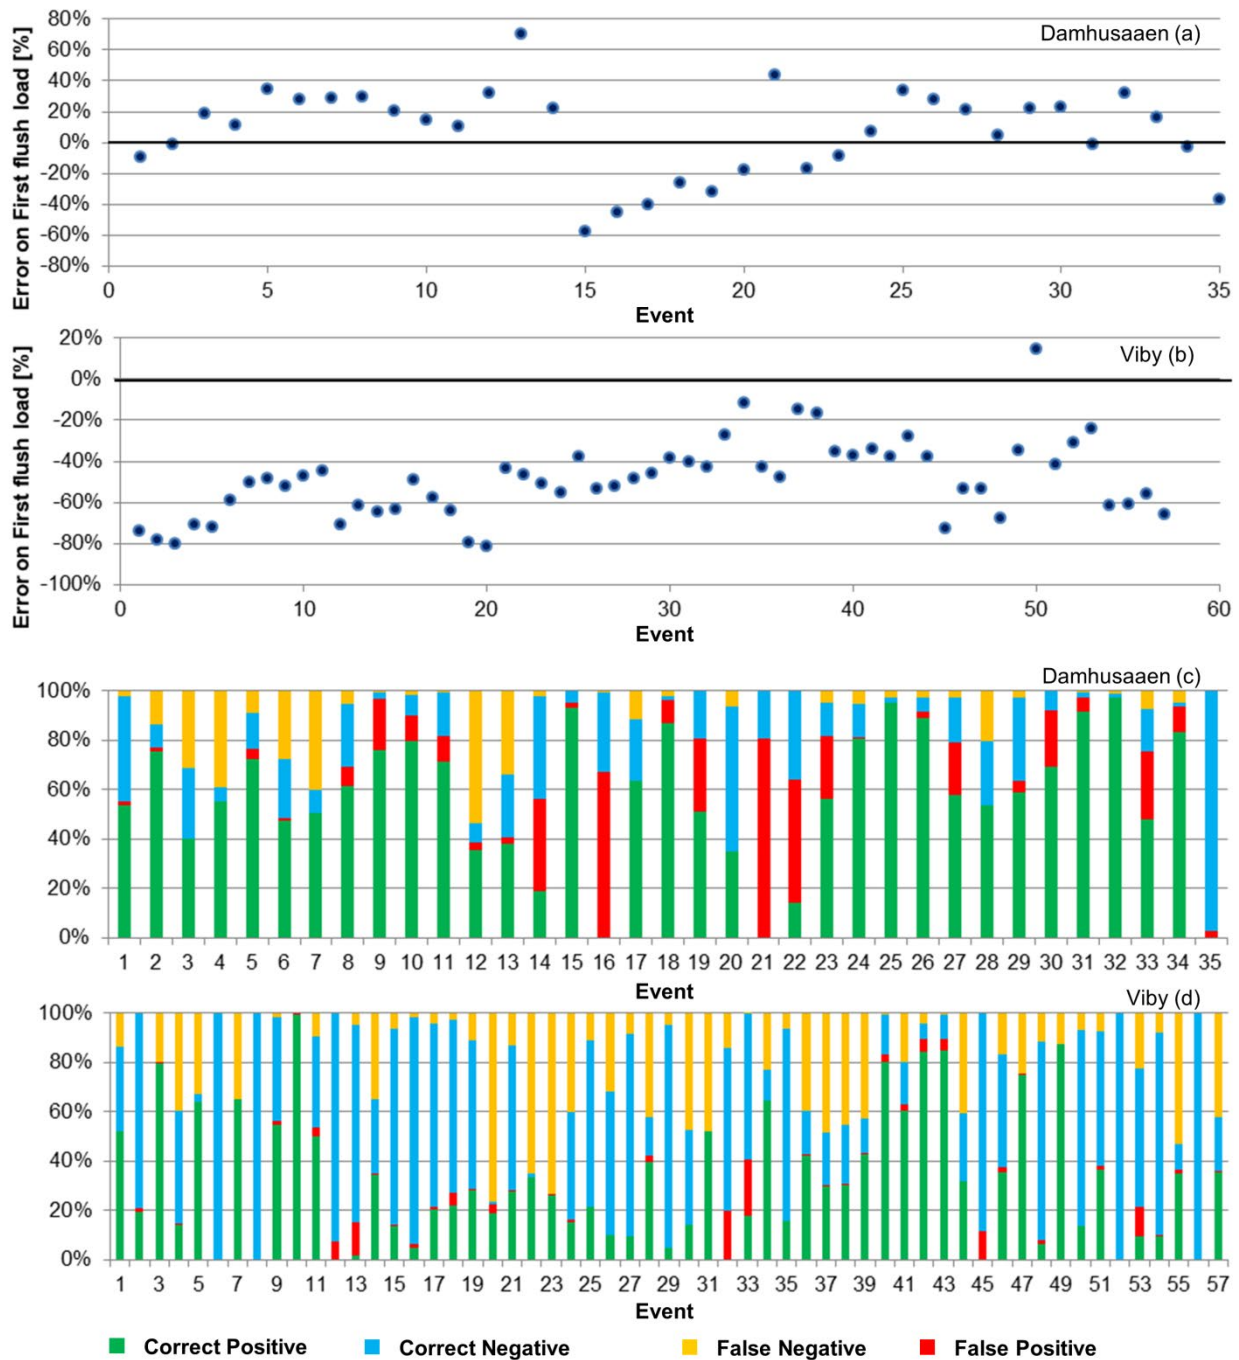 Error on First flush load [%]
80%
60%
40%
20%
0%
-20%
-40%
-60%
-80%
Damhusaaen (a)
0 5 10 15 20 25 30 35
Event
Error on First flush load [%]
20%
0%
-20%
-40%
-60%
-80%
-100%
Viby (b)
0 10 20 30 40 50 60
Event
Damhusaaen (c)
100%
80%
60%
40%
20%
0%
1 2 3 4 5 6 7 8 9 10 11 12 13 14 15 16 17 18 19 20 21 22 23 24 25 26 27 28 29 30 31 32 33 34 35
Event
Viby (d)
100%
80%
60%
40%
20%
0%
1 3 5 7 9 11 13 15 17 19 21 23 25 27 29 31 33 35 37 39 41 43 45 47 49 51 53 55 57
Event
Correct Positive Correct Negative False Negative False Positive